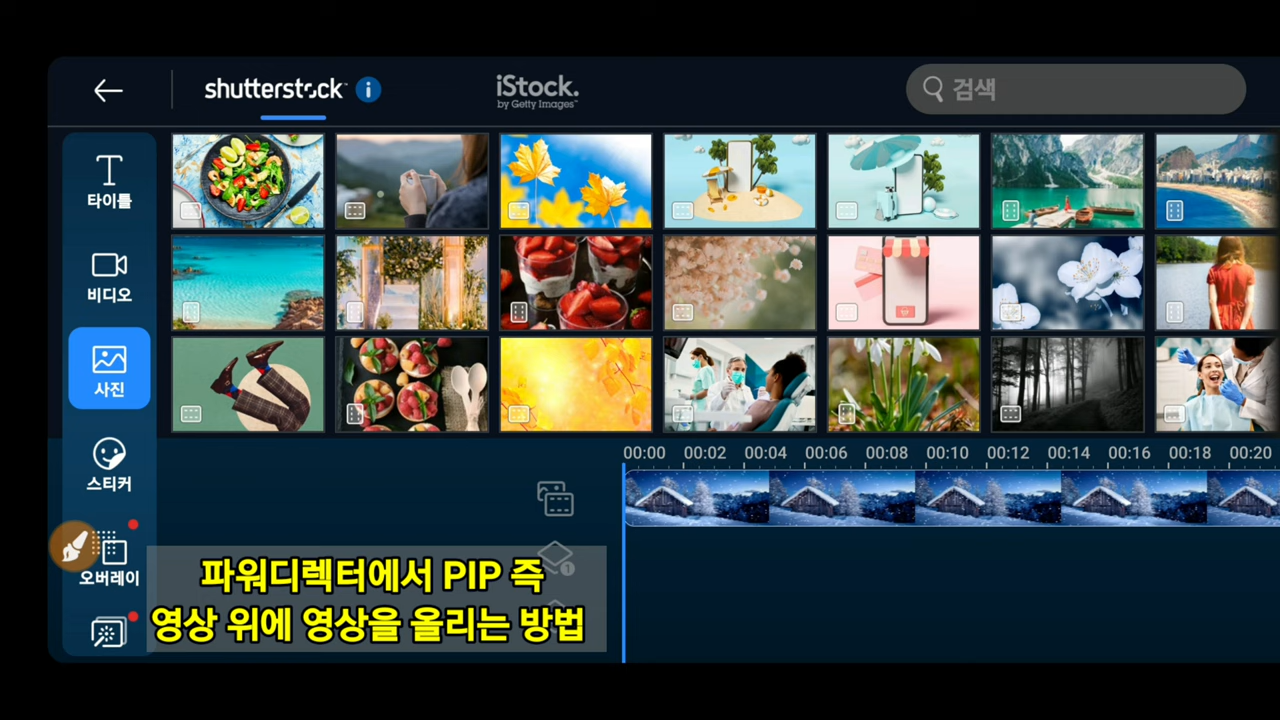 shutterstock
iStock.
by Getty Images™
검색
타이틀
비디오
사진
스티커
오버레이
00:00 00:02 00:04 00:06 00:08 00:10 00:12 00:14 00:16 00:18 00:20
1
파워디렉터에서 PIP 즉
영상 위에 영상을 올리는 방법